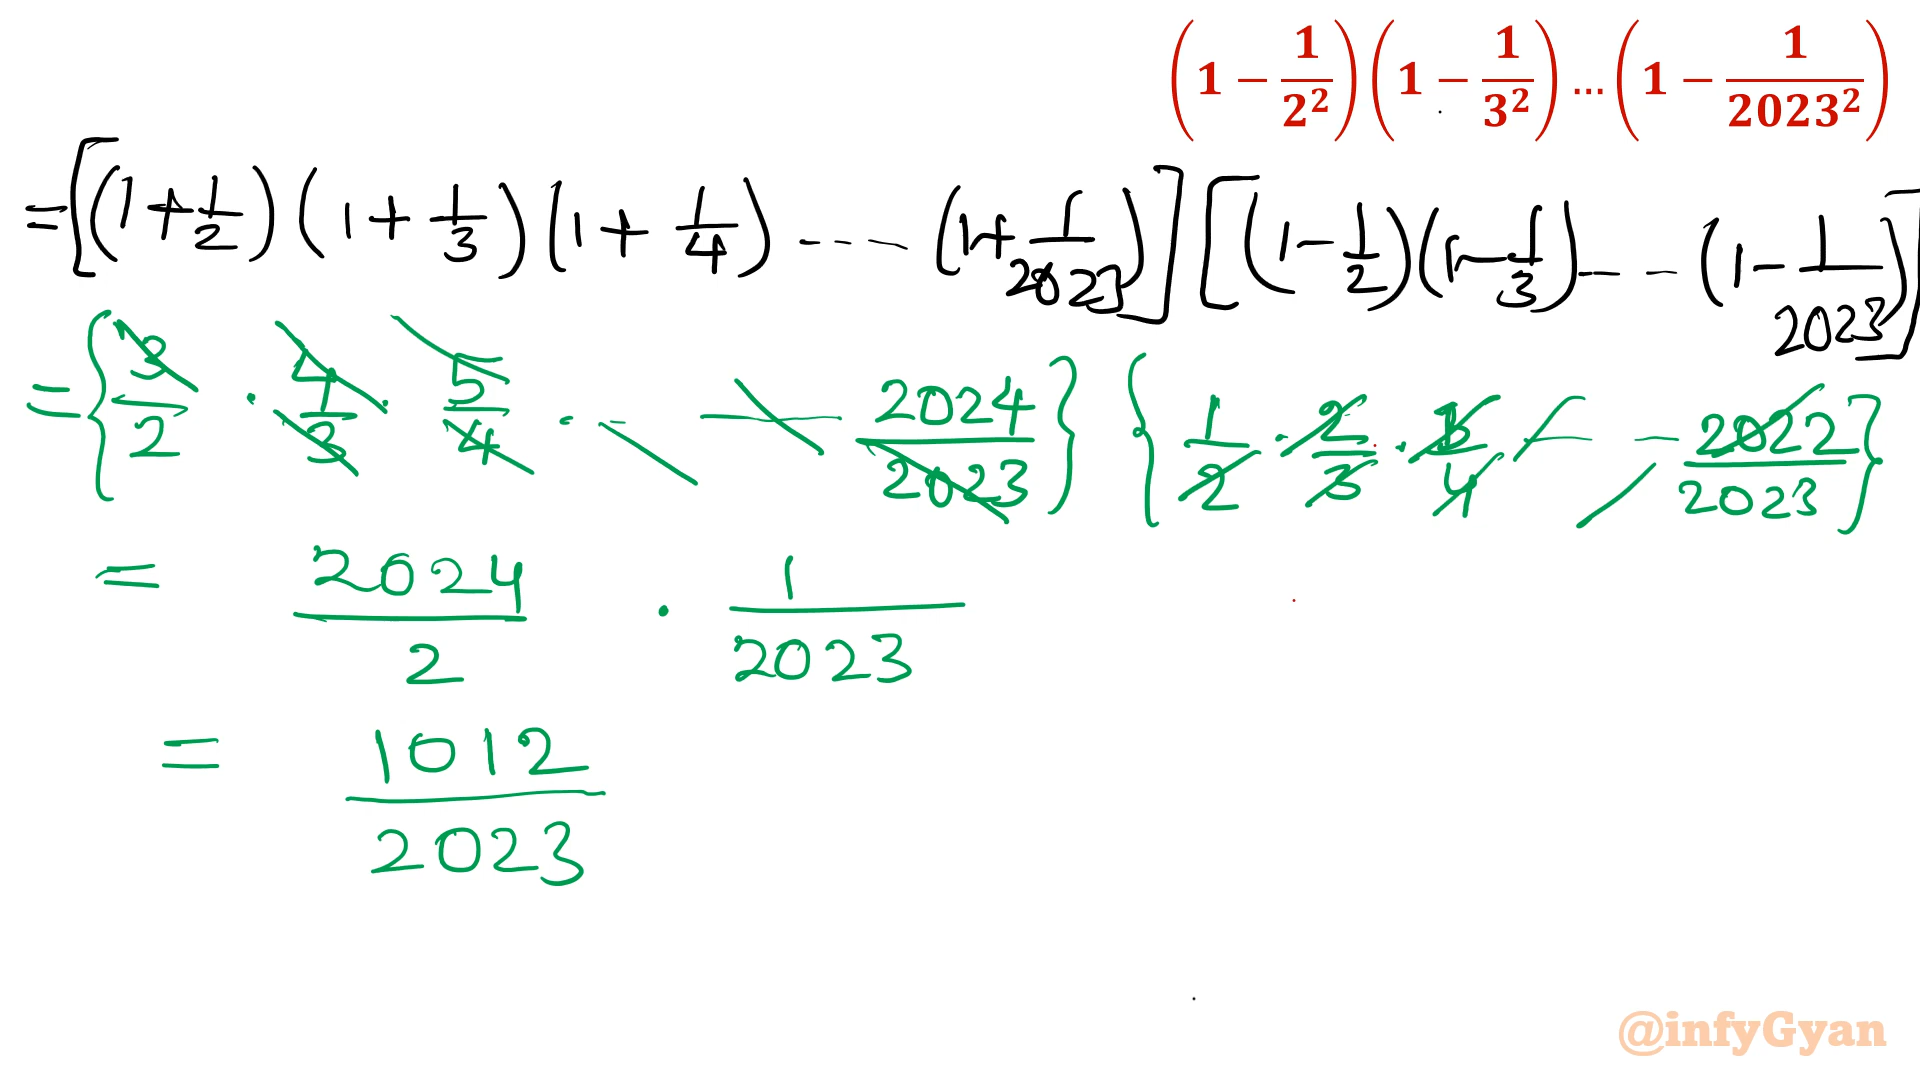 (1 − 1/2²)(1 − 1/3²)...(1 − 1/2023²)
= [(1 + 1/2)(1 + 1/3)(1 + 1/4) ---- (1 + 1/2023)][(1 − 1/2)(1 − 1/3) --- (1 − 1/2023)]
= {3/2 · 4/3 · 5/4 · - - 2024/2023}{1/2 · 2/3 · 3/4 - - 2022/2023}
= 2024/2 · 1/2023
= 1012/2023
@infyGyan